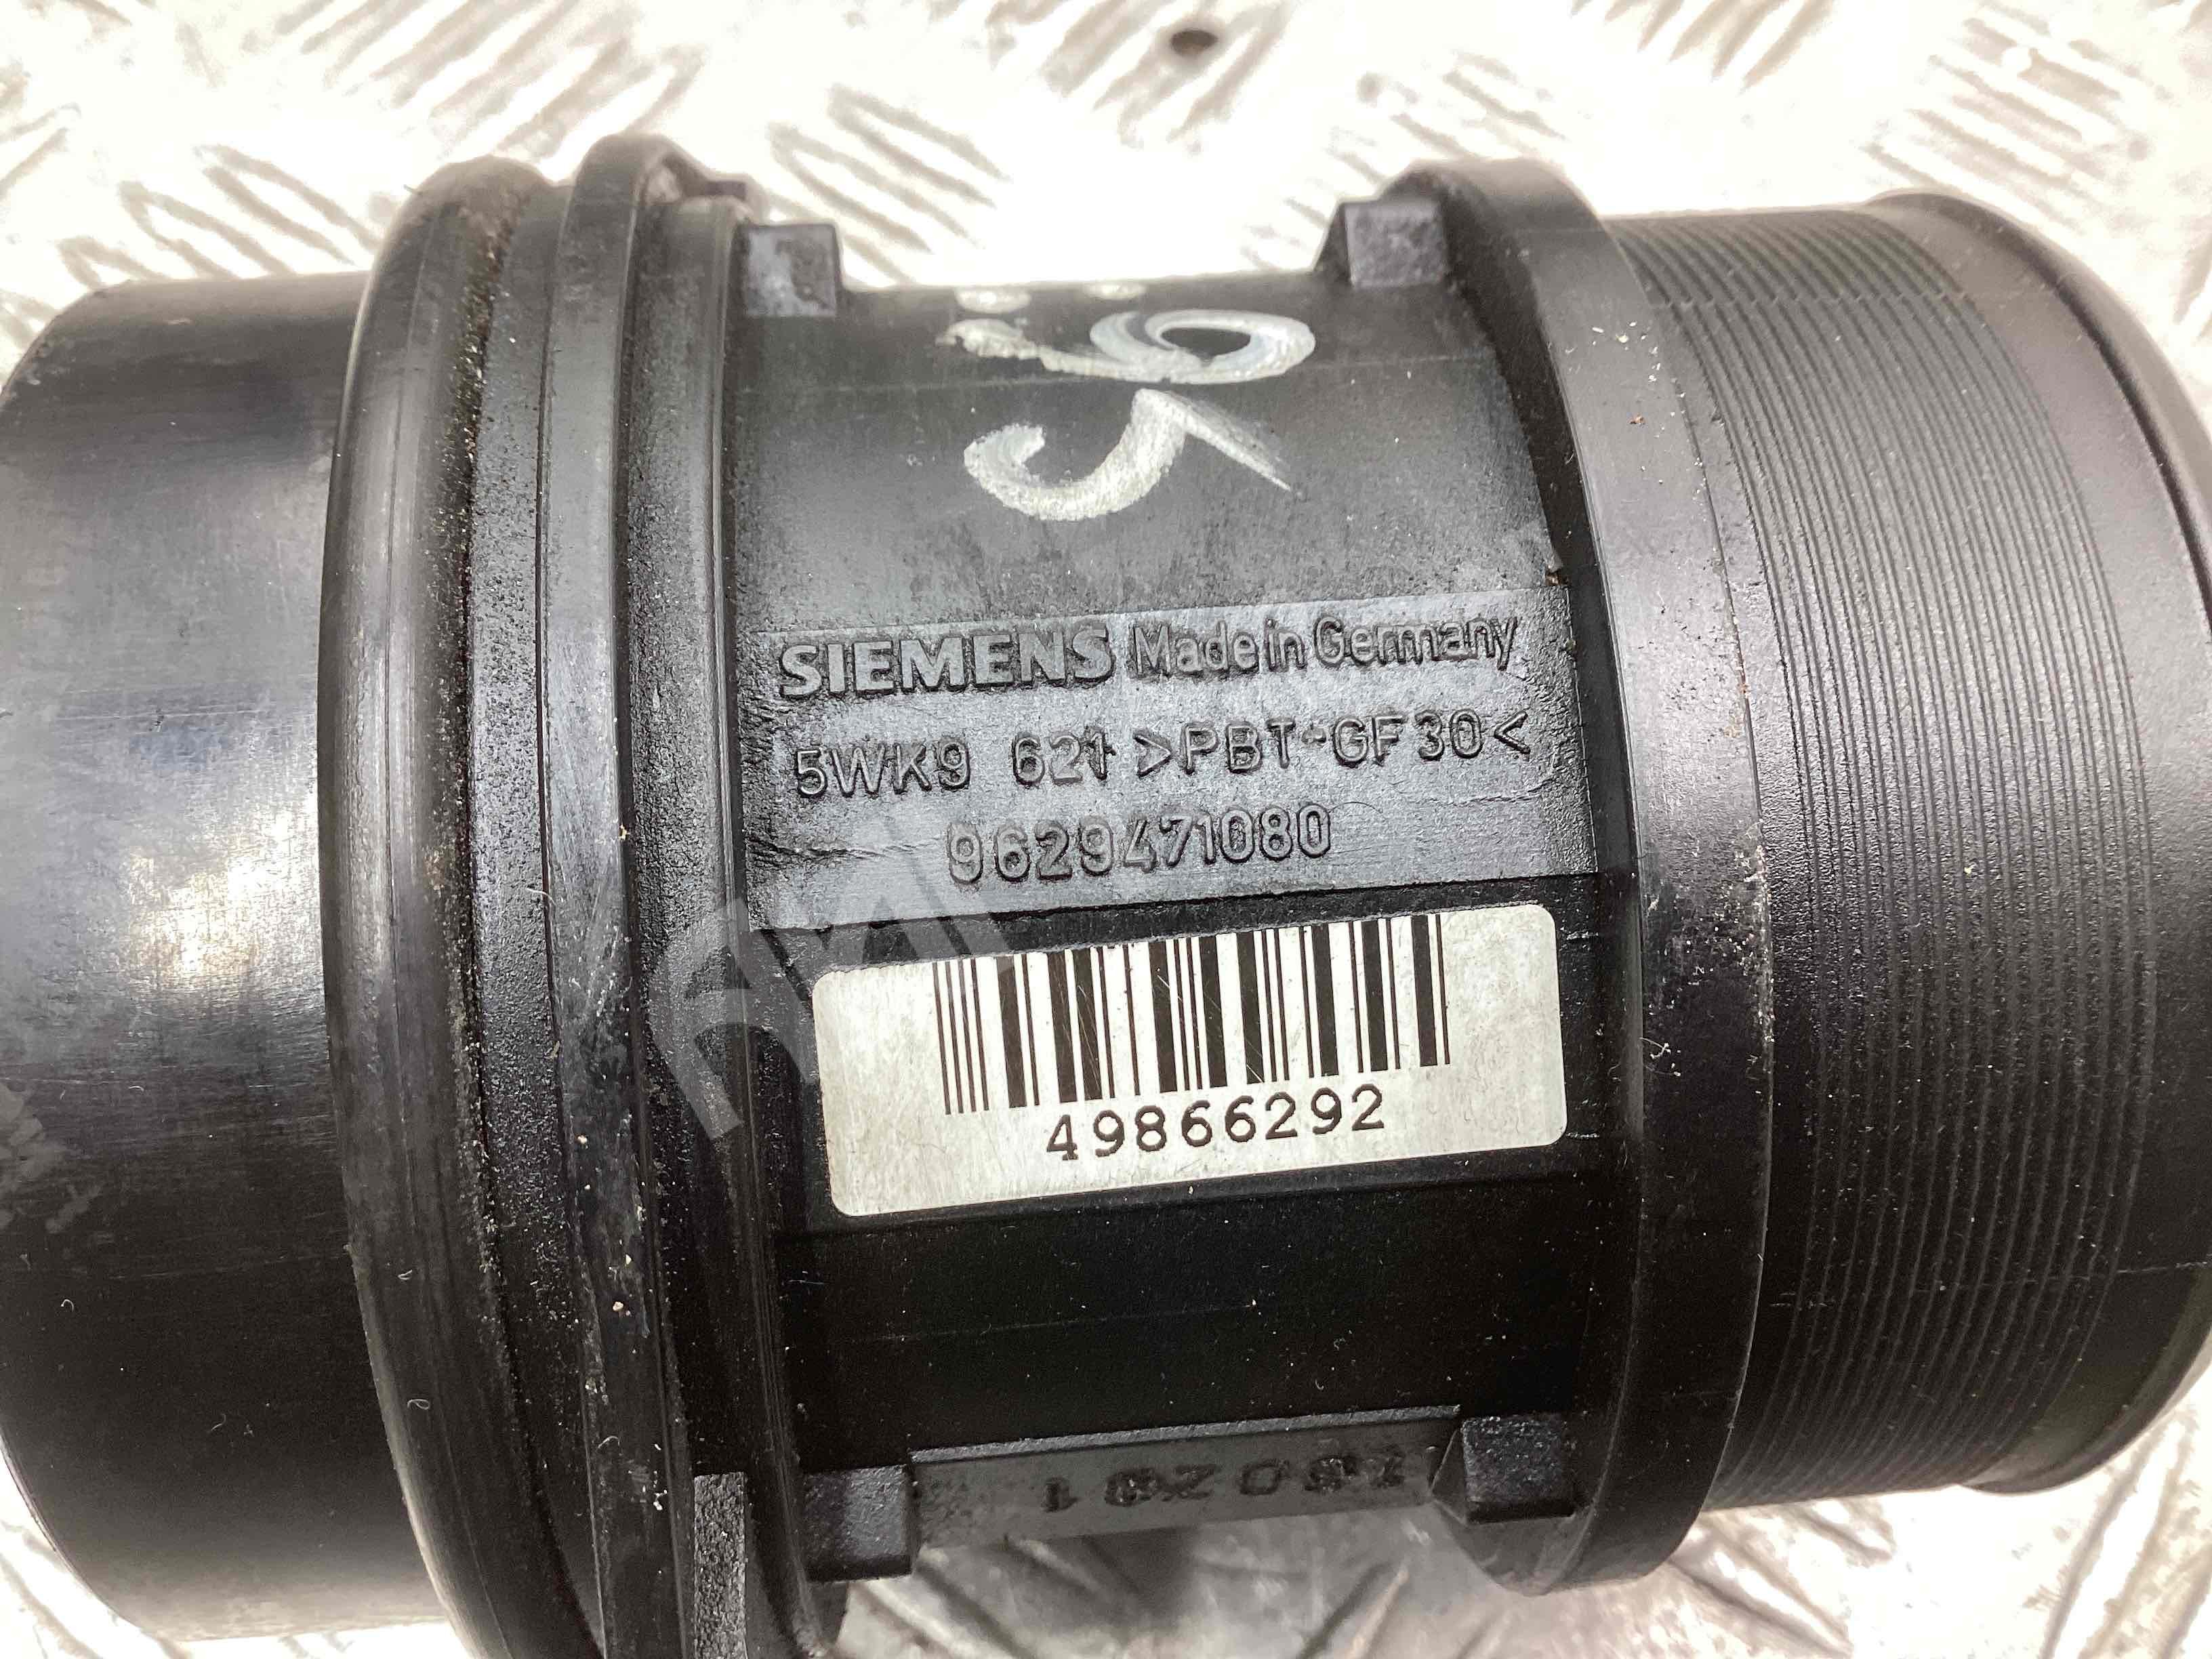 SIEMENS Made in Germany
5WK9 621 >PBT-GF30<
9629471080
49866292